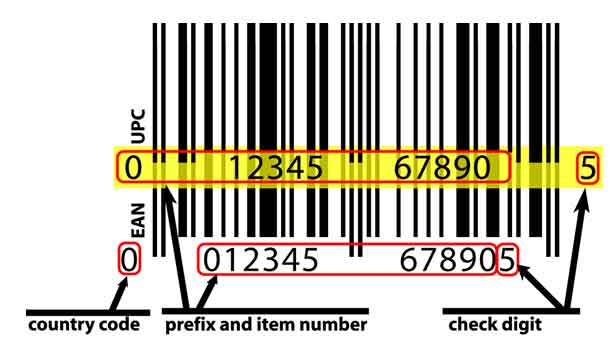 UPC
0 12345 67890 5
EAN
0 012345 678905
country code prefix and item number check digit